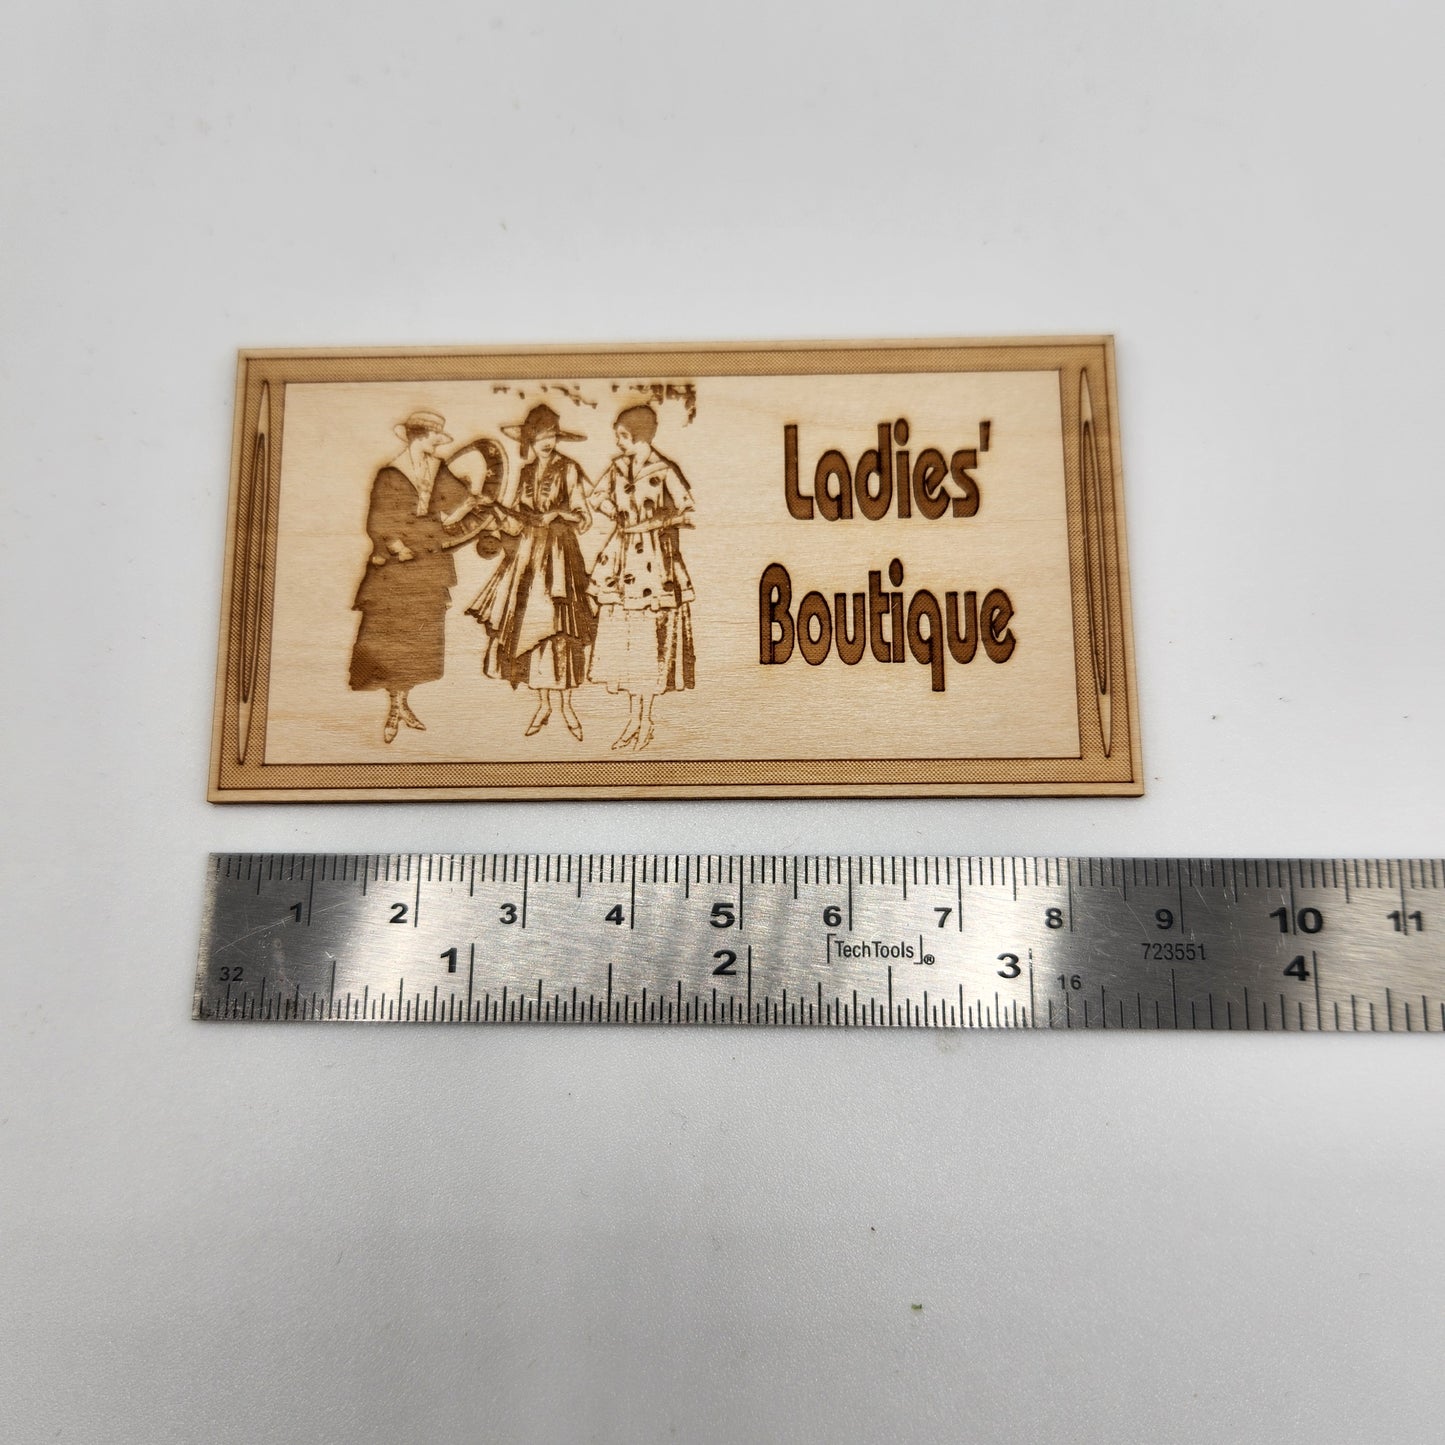 Ladies'
Boutique
1 2 3 4 5 6 7 8 9 10 11
TechTools®
723551
32 1 2 3 16 4